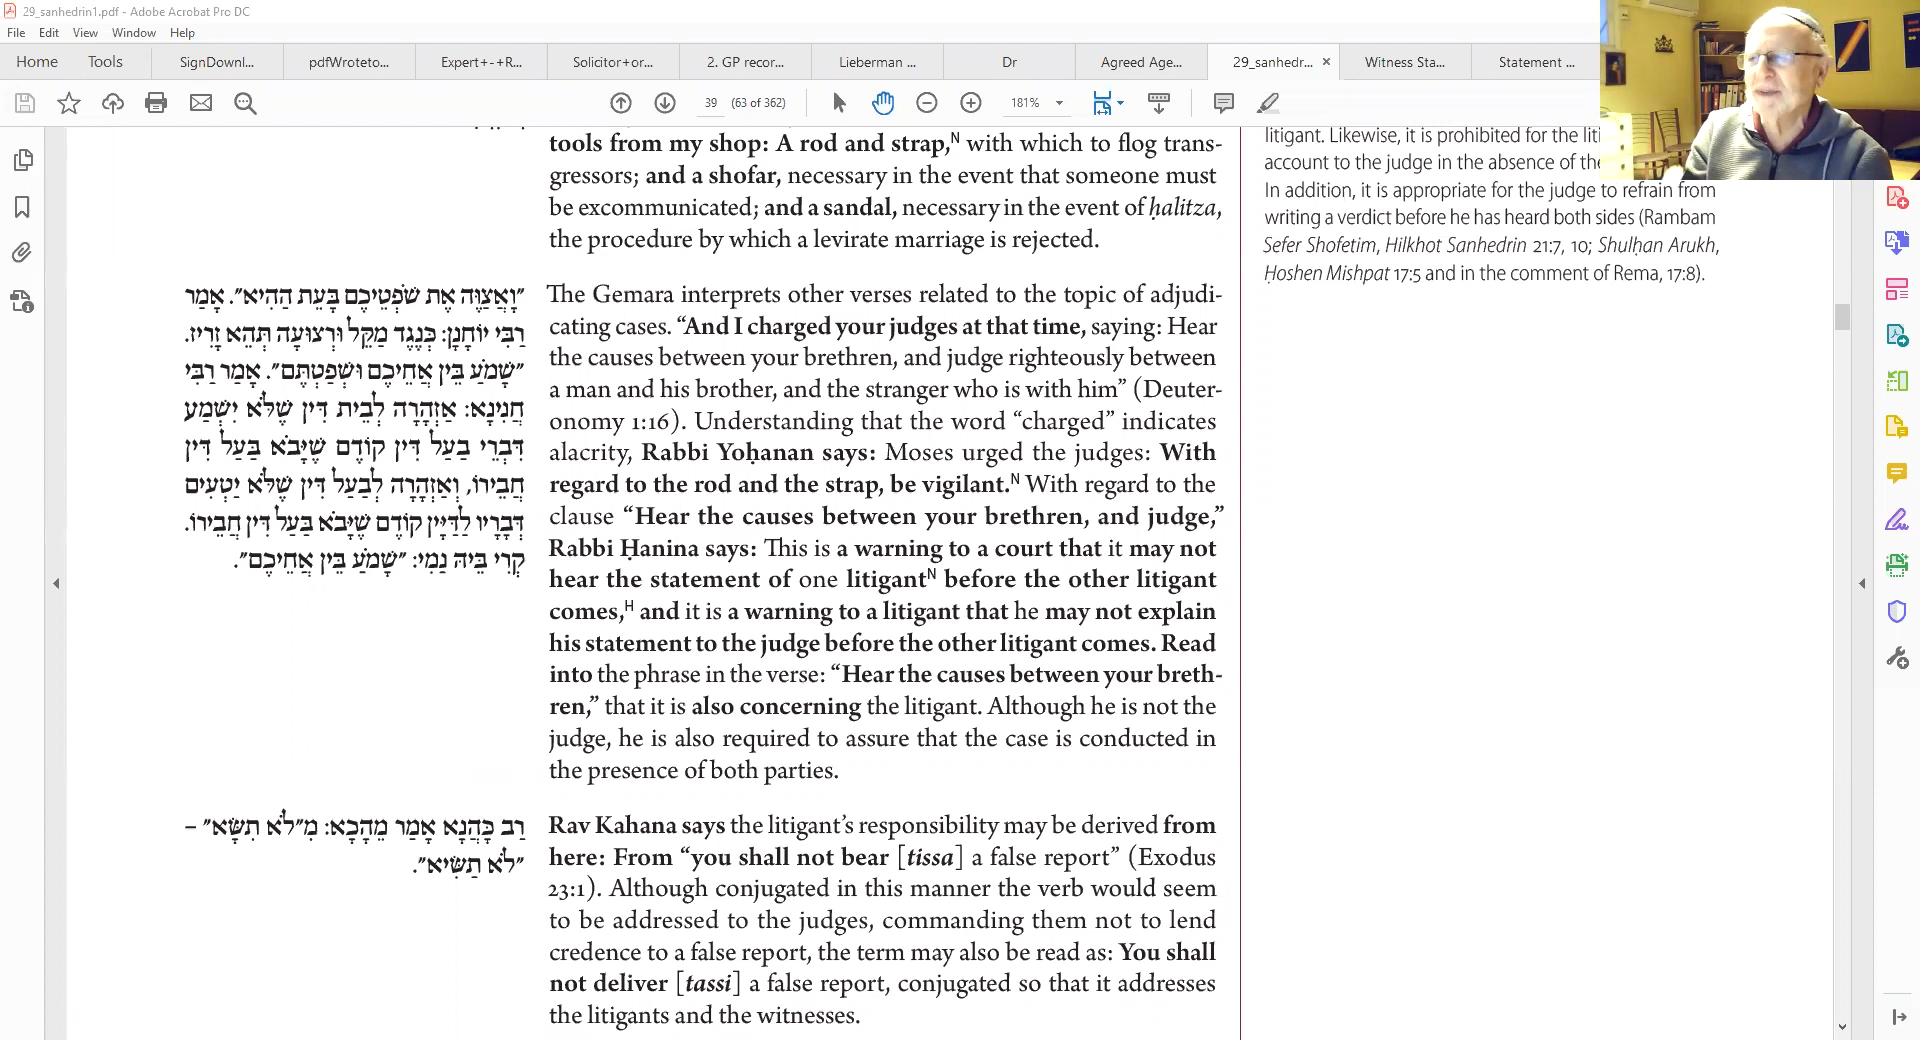 29_sanhedrin1.pdf - Adobe Acrobat Pro DC
File Edit View Window Help
Home Tools SignDownl... pdfWroteto... Expert+-+R... Solicitor+or... 2. GP recor... Lieberman ... Dr Agreed Age... 29_sanhedr... × Witness Sta... Statement ...
39 (63 of 362) 181%
tools from my shop: A rod and strap,N with which to flog trans-
gressors; and a shofar, necessary in the event that someone must
be excommunicated; and a sandal, necessary in the event of ḥalitza,
the procedure by which a levirate marriage is rejected.
״וָאֲצַוֶּה אֶת שֹׁפְטֵיכֶם בָּעֵת הַהִיא״. אָמַר
רַבִּי יוֹחָנָן: כְּנֶגֶד מַקֵּל וּרְצוּעָה תְּהֵא זָרִיז.
״שָׁמֹעַ בֵּין אֲחֵיכֶם וּשְׁפַטְתֶּם״. אָמַר רַבִּי
חֲנִינָא: אַזְהָרָה לְבֵית דִּין שֶׁלֹּא יִשְׁמַע
דִּבְרֵי בַּעַל דִּין קוֹדֶם שֶׁיָּבֹא בַּעַל דִּין
חֲבֵירוֹ, וְאַזְהָרָה לְבַעַל דִּין שֶׁלֹּא יַטְעִים
דְּבָרָיו לַדַּיָּין קוֹדֶם שֶׁיָּבֹא בַּעַל דִּין חֲבֵירוֹ.
קְרִי בֵּיהּ נַמִי: ״שָׁמֹעַ בֵּין אֲחֵיכֶם״.
The Gemara interprets other verses related to the topic of adjudi-
cating cases. “And I charged your judges at that time, saying: Hear
the causes between your brethren, and judge righteously between
a man and his brother, and the stranger who is with him” (Deuter-
onomy 1:16). Understanding that the word “charged” indicates
alacrity, Rabbi Yoḥanan says: Moses urged the judges: With
regard to the rod and the strap, be vigilant.N With regard to the
clause “Hear the causes between your brethren, and judge,”
Rabbi Ḥanina says: This is a warning to a court that it may not
hear the statement of one litigantN before the other litigant
comes,H and it is a warning to a litigant that he may not explain
his statement to the judge before the other litigant comes. Read
into the phrase in the verse: “Hear the causes between your breth-
ren,” that it is also concerning the litigant. Although he is not the
judge, he is also required to assure that the case is conducted in
the presence of both parties.
רַב כָּהֲנָא אָמַר מֵהָכָא: מִ״לֹּא תִשָּׂא״ –
״לֹא תַשִּׂיא״.
Rav Kahana says the litigant’s responsibility may be derived from
here: From “you shall not bear [tissa] a false report” (Exodus
23:1). Although conjugated in this manner the verb would seem
to be addressed to the judges, commanding them not to lend
credence to a false report, the term may also be read as: You shall
not deliver [tassi] a false report, conjugated so that it addresses
the litigants and the witnesses.
litigant. Likewise, it is prohibited for the
account to the judge in the absence of
In addition, it is appropriate for the judge to refrain from
writing a verdict before he has heard both sides (Rambam
Sefer Shofetim, Hilkhot Sanhedrin 21:7, 10; Shulḥan Arukh,
Ḥoshen Mishpat 17:5 and in the comment of Rema, 17:8).